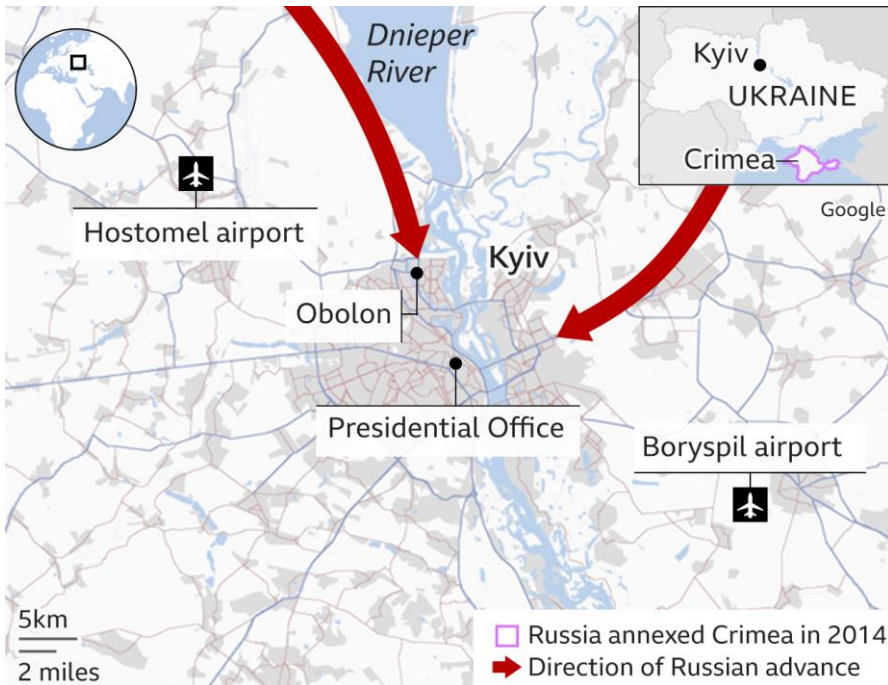 Dnieper
River
Kyiv
UKRAINE
Crimea
Google
Hostomel airport
Kyiv
Obolon
Presidential Office
Boryspil airport
5km
2 miles
Russia annexed Crimea in 2014
Direction of Russian advance